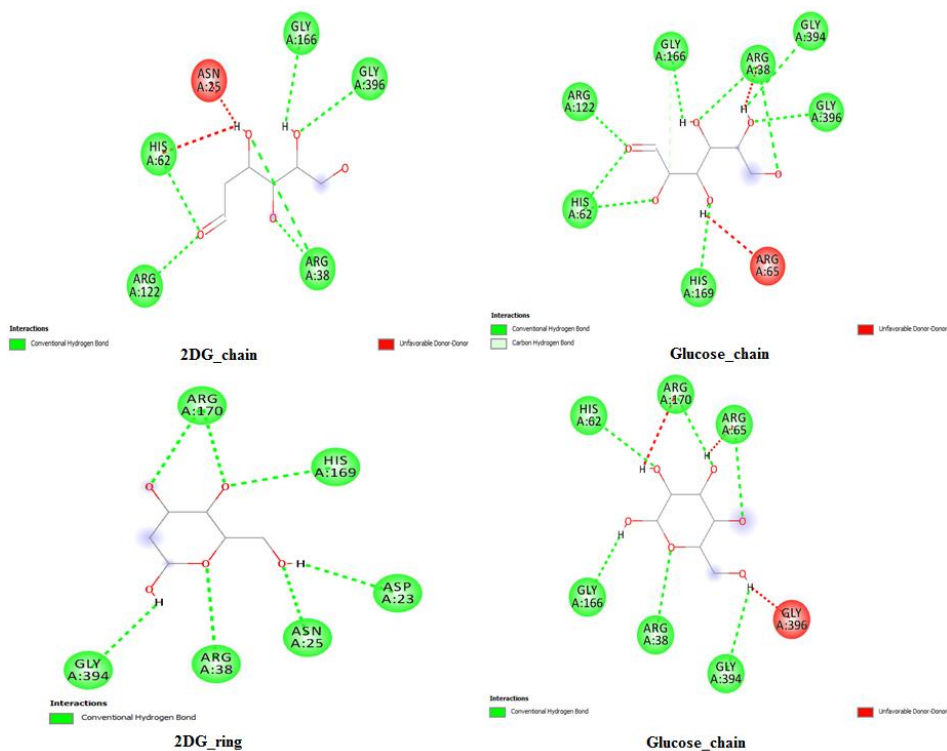 GLY
A:166
ASN
A:25
GLY
A:396
H
H
O
O
O
HIS
A:62
O
O
ARG
A:122
ARG
A:38
Interactions
Conventional Hydrogen Bond
Unfavorable Donor-Donor
2DG_chain
GLY
A:394
GLY
A:166
ARG
A:38
ARG
A:122
GLY
A:396
H
H
O
O
O
O
HIS
A:62
O
O
H
ARG
A:65
HIS
A:169
Interactions
Conventional Hydrogen Bond
Carbon Hydrogen Bond
Unfavorable Donor-Donor
Glucose_chain
ARG
A:170
HIS
A:169
O
O
O
O
H
O
H
ASP
A:23
ASN
A:25
GLY
A:394
ARG
A:38
Interactions
Conventional Hydrogen Bond
2DG_ring
ARG
A:170
HIS
A:62
ARG
A:65
H
H
O
O
O
O
H
O
O
H
GLY
A:166
ARG
A:38
GLY
A:396
GLY
A:394
Interactions
Conventional Hydrogen Bond
Unfavorable Donor-Donor
Glucose_chain